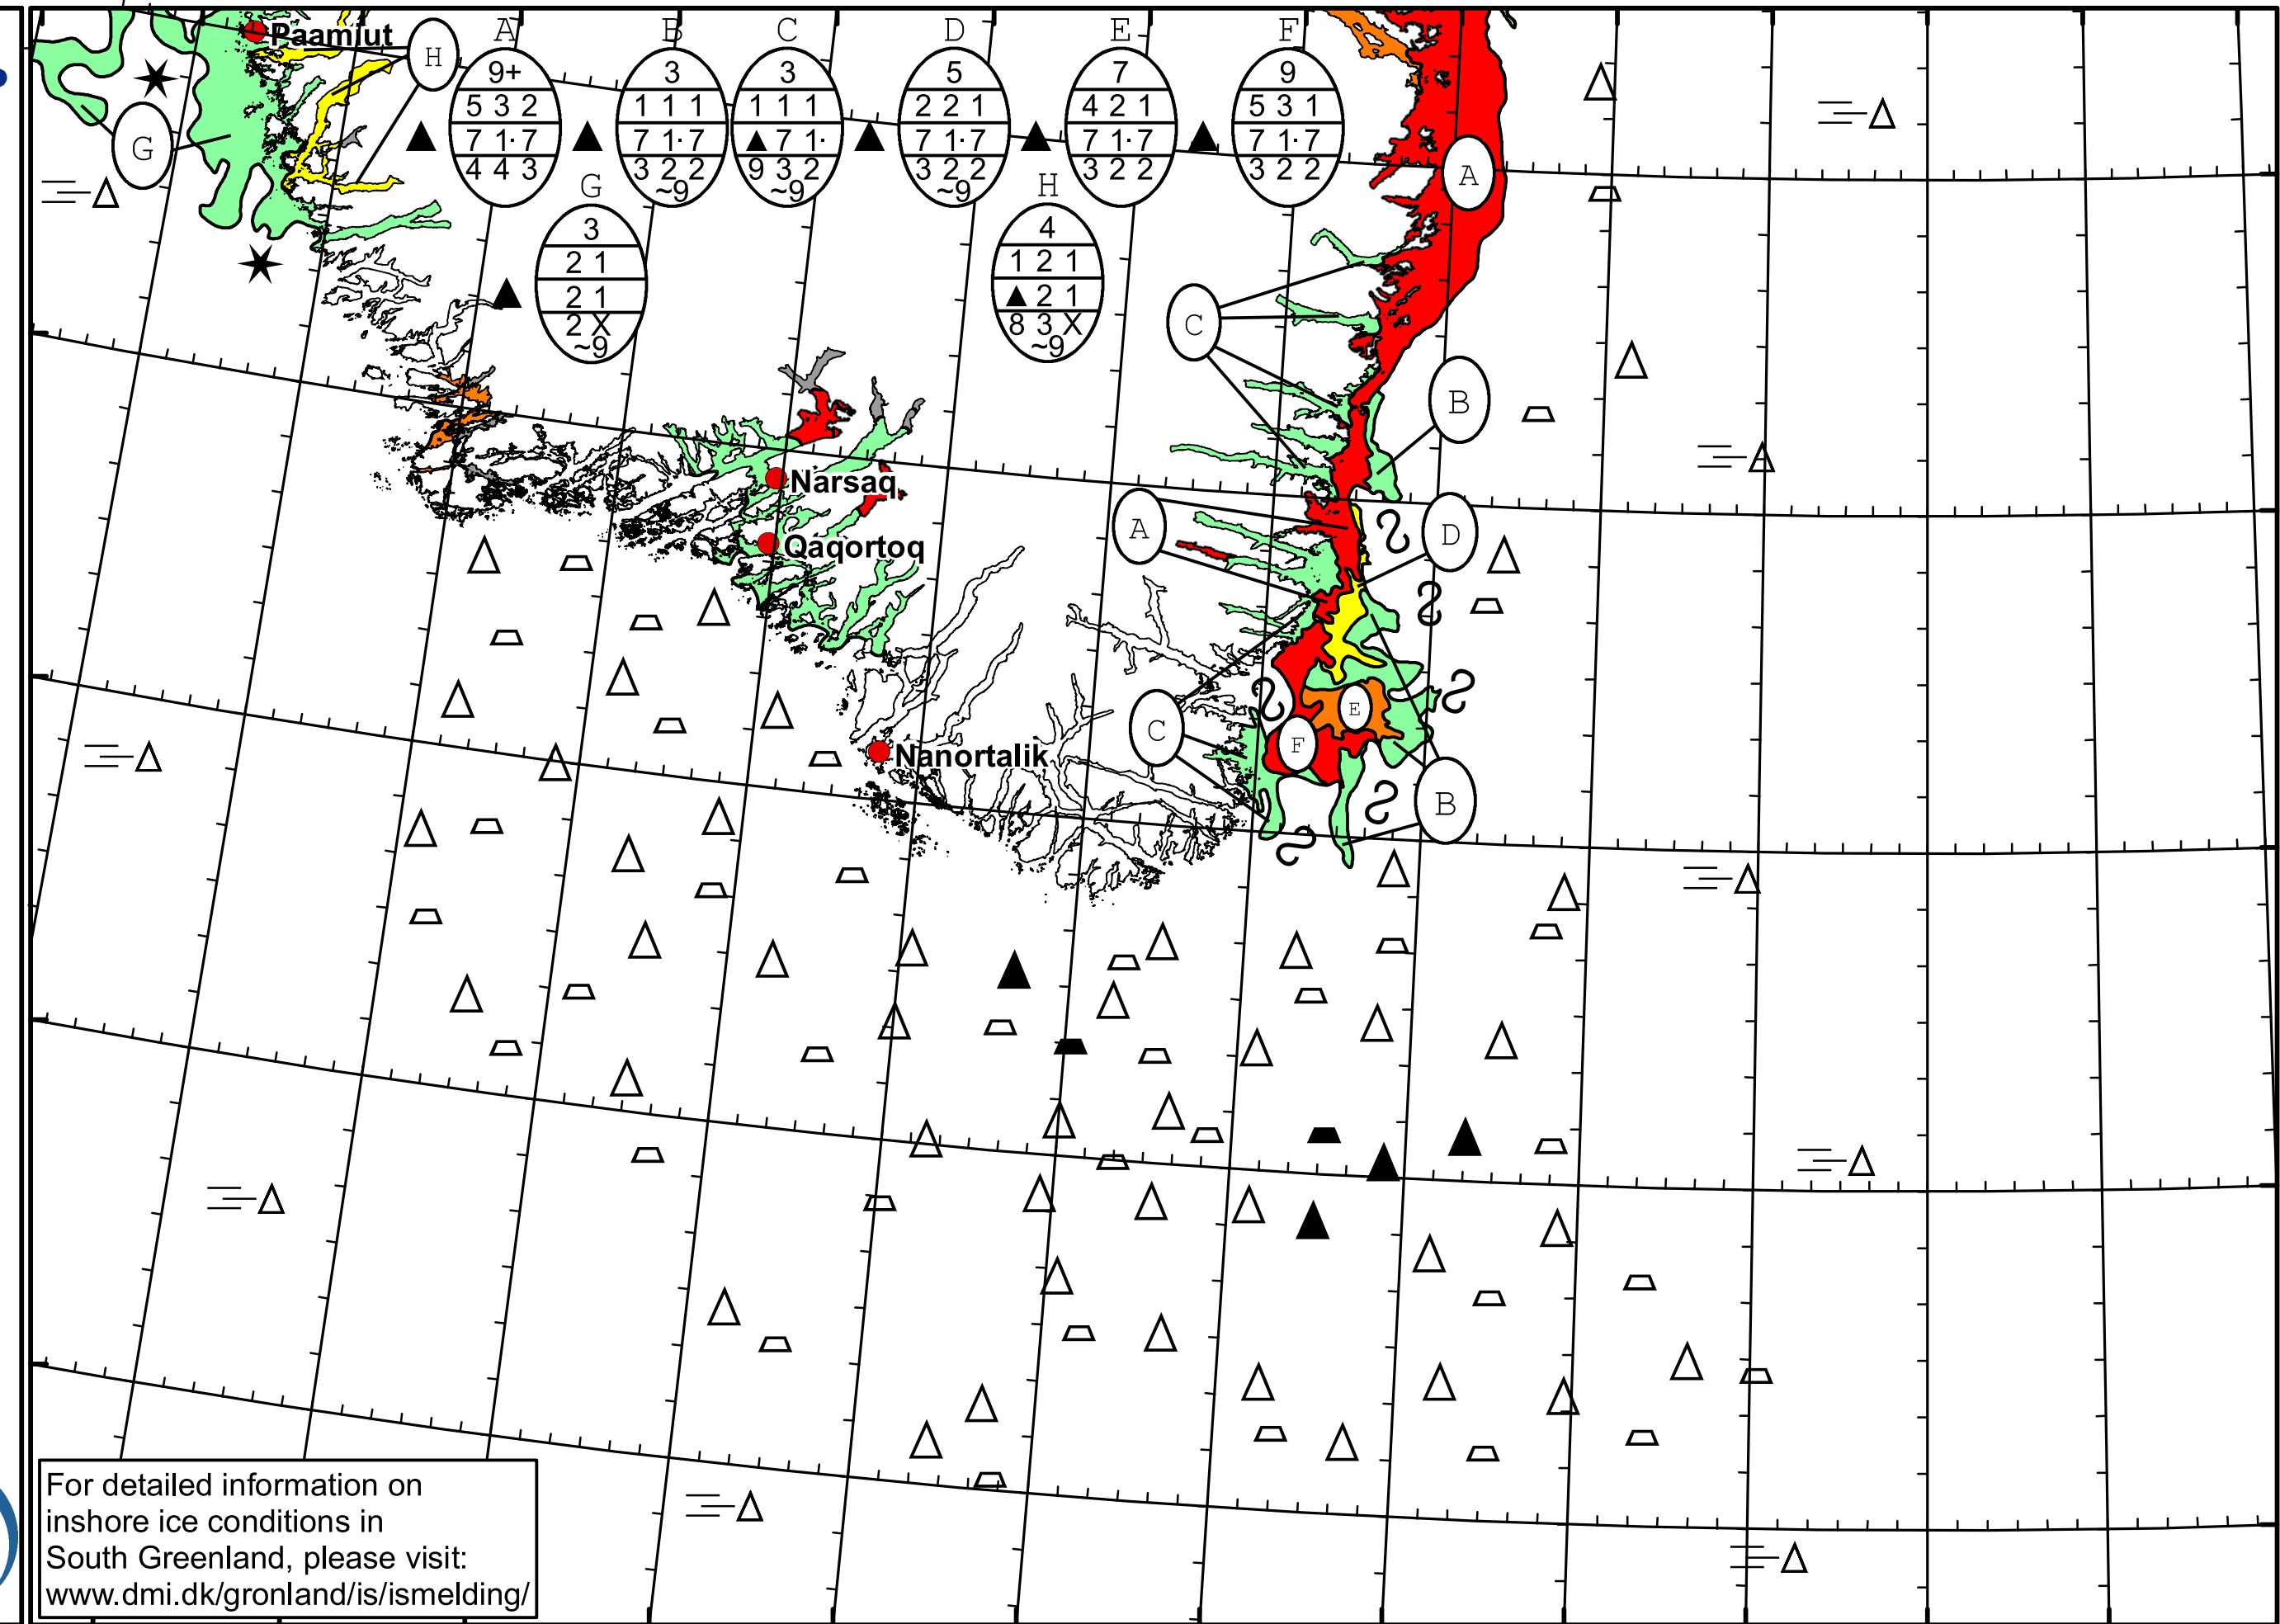 Paamiut
A
B
C
D
E
F
H
G
9+
5 3 2
7 1· 7
4 4 3
3
1 1 1
7 1· 7
3 2 2
~9
3
1 1 1
▲ 7 1·
9 3 2
~9
5
2 2 1
7 1· 7
3 2 2
~9
7
4 2 1
7 1· 7
3 2 2
9
5 3 1
7 1· 7
3 2 2
A
G
3
2 1
2 1
2 X
~9
H
4
1 2 1
▲ 2 1
8 3 X
~9
C
B
Narsaq
A
D
Qaqortoq
E
C
F
Nanortalik
B
For detailed information on
inshore ice conditions in
South Greenland, please visit:
www.dmi.dk/gronland/is/ismelding/